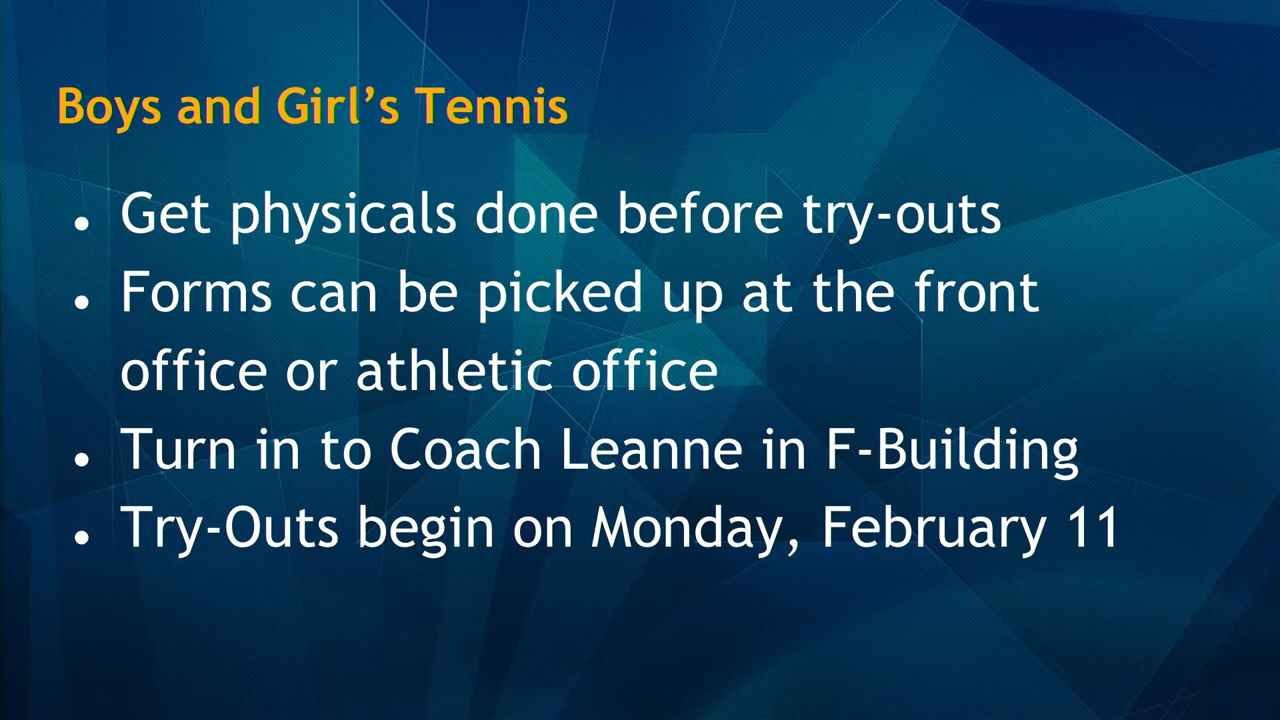 Boys and Girl’s Tennis
• Get physicals done before try-outs
• Forms can be picked up at the front
office or athletic office
• Turn in to Coach Leanne in F-Building
• Try-Outs begin on Monday, February 11